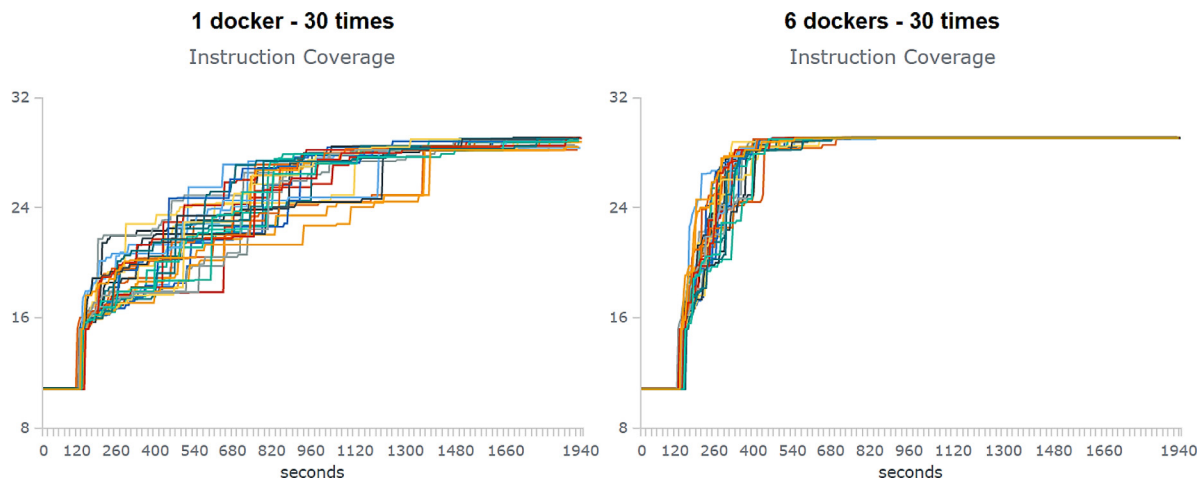 1 docker - 30 times
Instruction Coverage
32
24
16
8
0 120 260 400 540 680 820 960 1120 1300 1480 1660 1940
seconds
6 dockers - 30 times
Instruction Coverage
32
24
16
8
0 120 260 400 540 680 820 960 1120 1300 1480 1660 1940
seconds